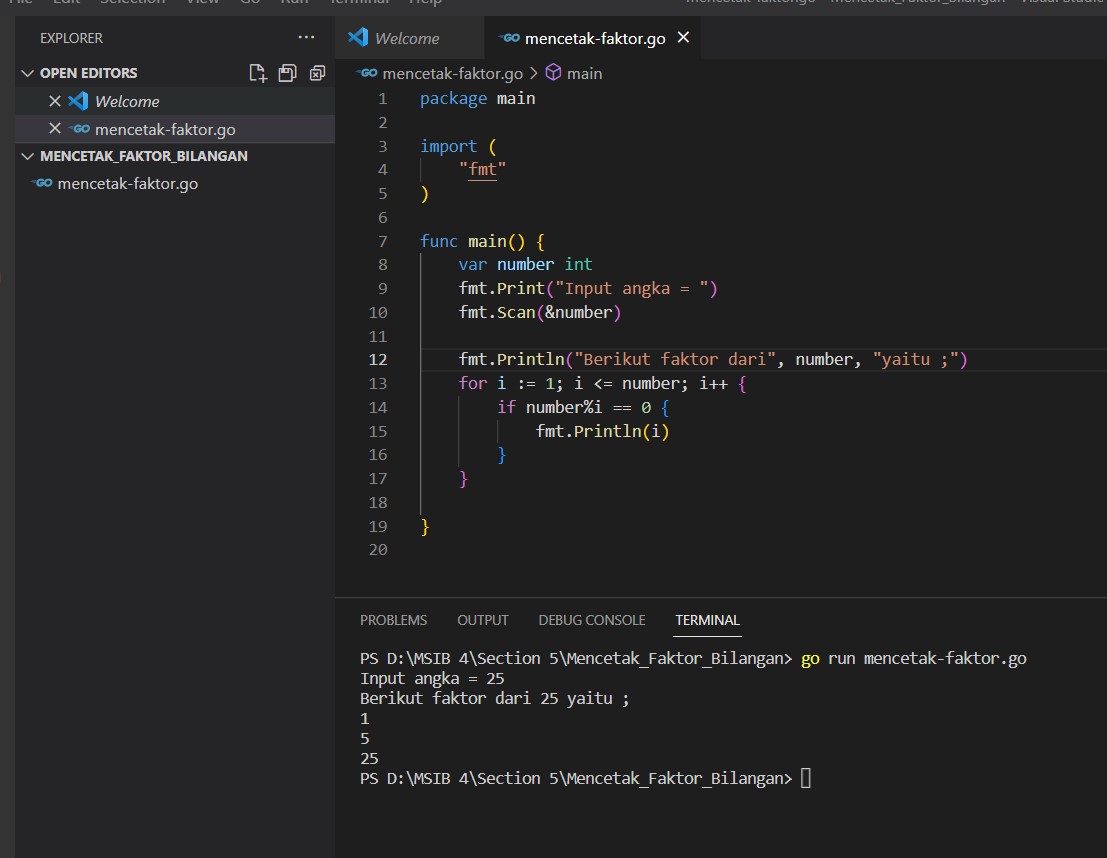 File Edit Selection View Go Run Terminal Help
mencetak-faktor.go - Mencetak_Faktor_Bilangan - Visual Studio
EXPLORER ...
OPEN EDITORS
Welcome
mencetak-faktor.go
MENCETAK_FAKTOR_BILANGAN
GO mencetak-faktor.go
Welcome
GO mencetak-faktor.go
GO mencetak-faktor.go > main
1 package main
2
3 import (
4 "fmt"
5 )
6
7 func main() {
8 var number int
9 fmt.Print("Input angka = ")
10 fmt.Scan(&number)
11
12 fmt.Println("Berikut faktor dari", number, "yaitu ;")
13 for i := 1; i <= number; i++ {
14 if number%i == 0 {
15 fmt.Println(i)
16 }
17 }
18
19 }
20
PROBLEMS OUTPUT DEBUG CONSOLE TERMINAL
PS D:\MSIB 4\Section 5\Mencetak_Faktor_Bilangan> go run mencetak-faktor.go
Input angka = 25
Berikut faktor dari 25 yaitu ;
1
5
25
PS D:\MSIB 4\Section 5\Mencetak_Faktor_Bilangan>